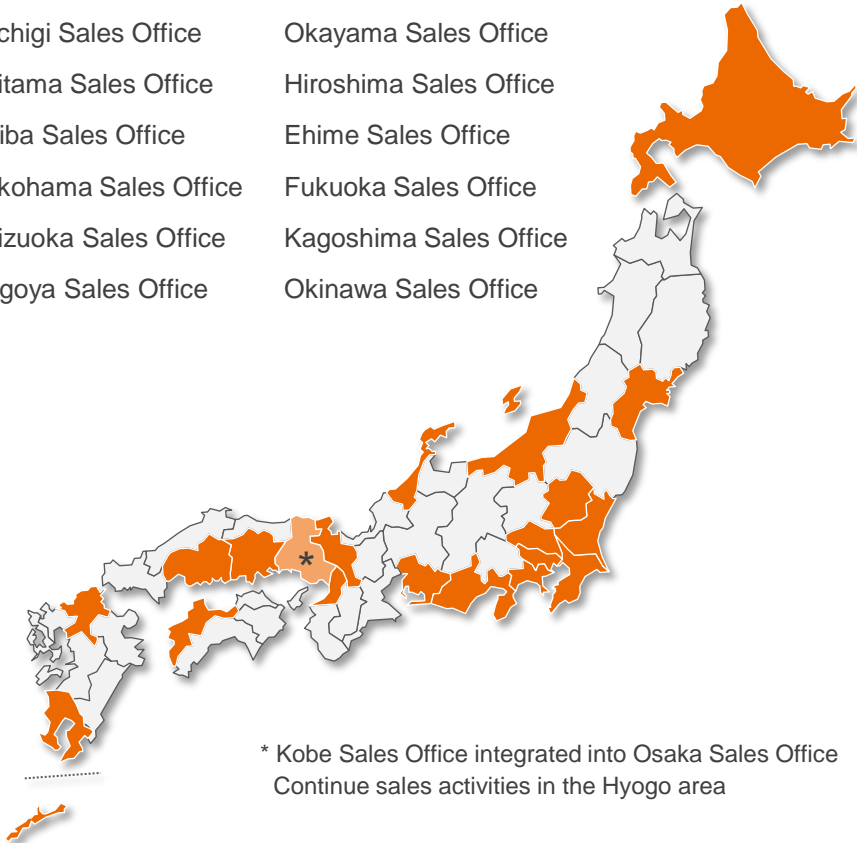 chigi Sales Office
itama Sales Office
iba Sales Office
kohama Sales Office
izuoka Sales Office
goya Sales Office
Okayama Sales Office
Hiroshima Sales Office
Ehime Sales Office
Fukuoka Sales Office
Kagoshima Sales Office
Okinawa Sales Office
*
* Kobe Sales Office integrated into Osaka Sales Office
Continue sales activities in the Hyogo area